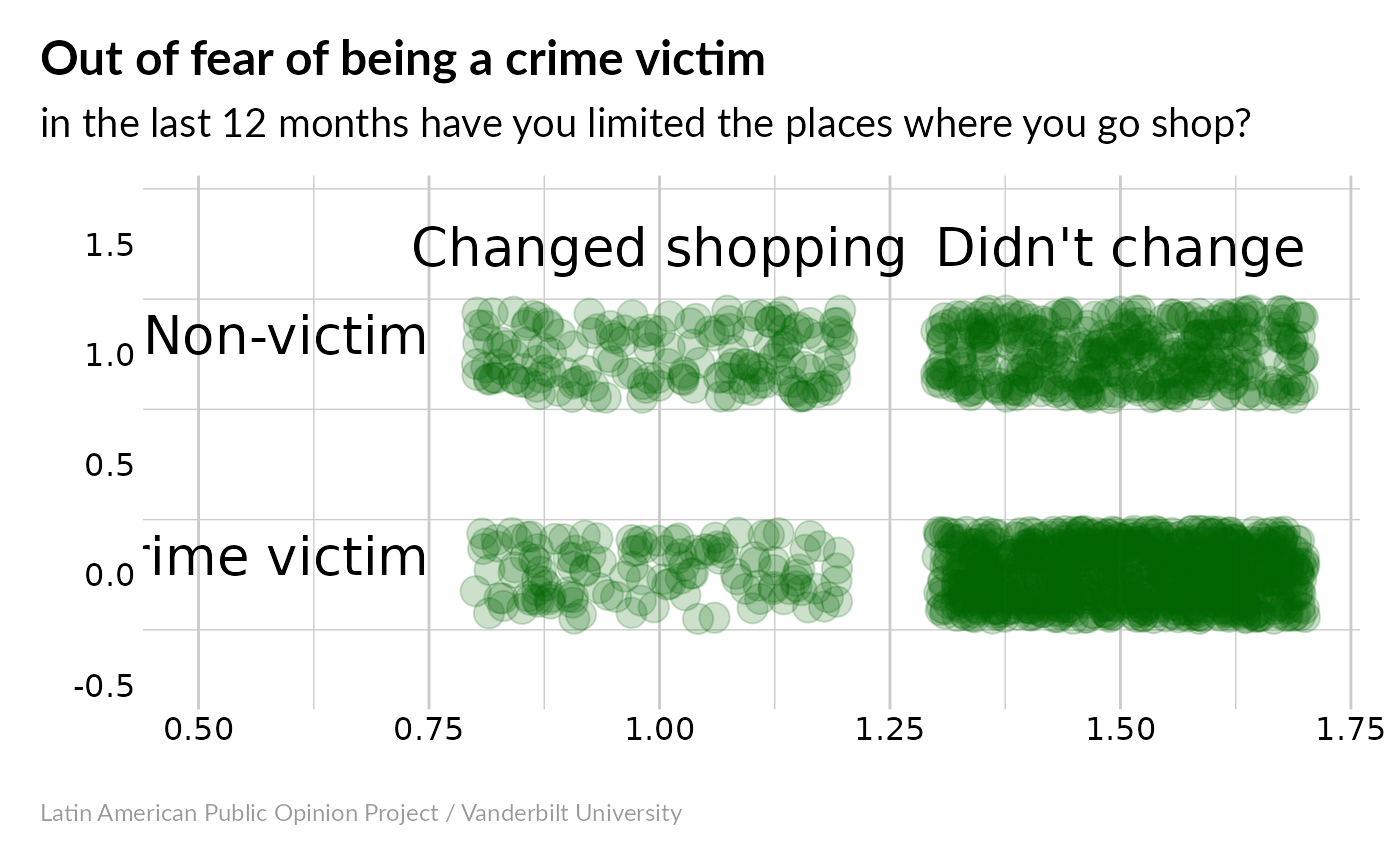 Out of fear of being a crime victim
in the last 12 months have you limited the places where you go shop?
Changed shopping Didn't change
1.5
Non-victim
1.0
0.5
rime victim
0.0
-0.5
0.50 0.75 1.00 1.25 1.50 1.75
Latin American Public Opinion Project / Vanderbilt University